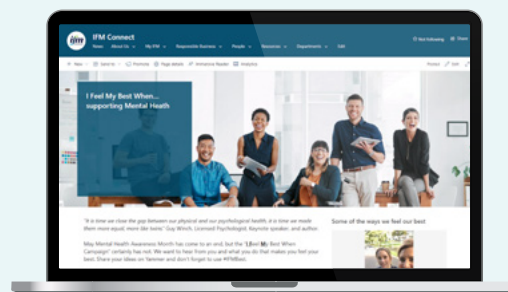 IFM Connect
News About Us My IFM Responsible Business People Resources Departments Edit
Not following Share
New Send to Promote Page details Immersive Reader Analytics
Edit
I Feel My Best When...
supporting Mental Heath
"It is time we close the gap between our physical and our psychological health, it is time we made
them more equal, more like twins." Guy Winch, Licensed Psychologist, Keynote speaker, and author.
May Mental Health Awareness Month has come to an end, but the 'I Feel My Best When
Campaign' certainly has not. We want to hear from you and what you do that makes you feel your
best. Share your ideas on Yammer and don't forget to use #IFMBest.
Some of the ways we feel our best